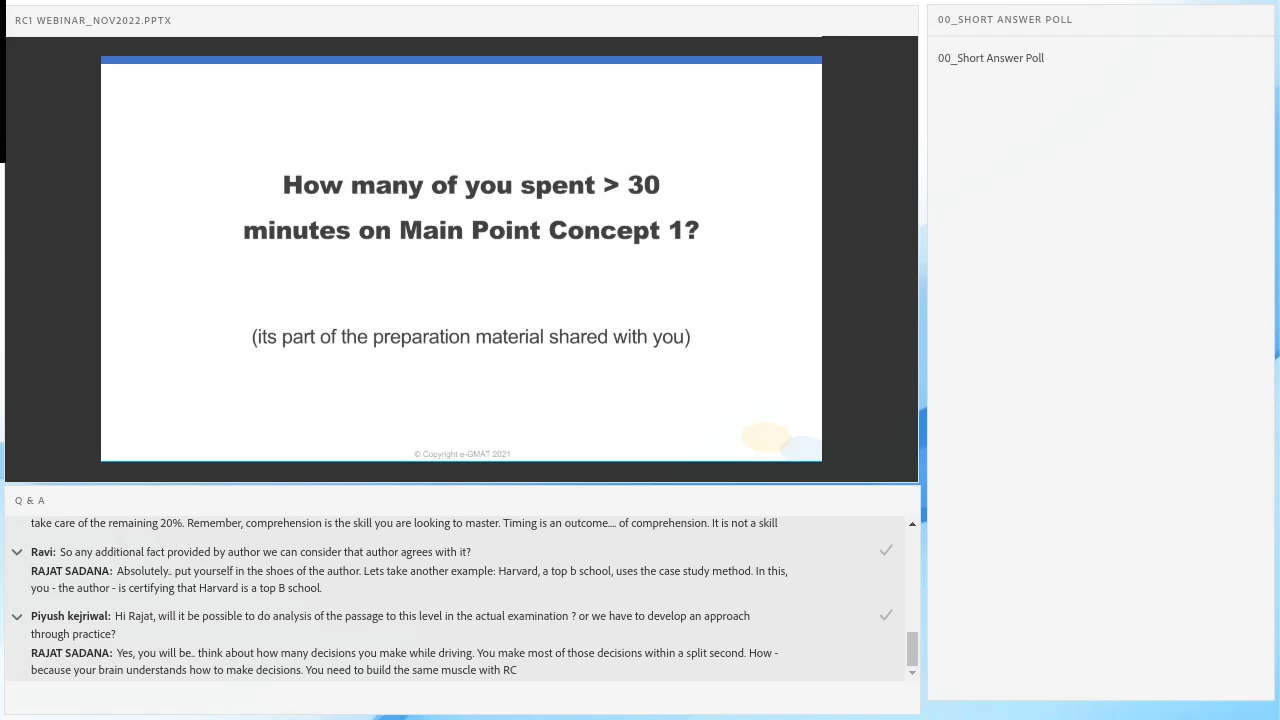 RC1 WEBINAR_NOV2022.PPTX
How many of you spent > 30
minutes on Main Point Concept 1?
(its part of the preparation material shared with you)
© Copyright e-GMAT 2021
Q & A
take care of the remaining 20%. Remember, comprehension is the skill you are looking to master. Timing is an outcome.... of comprehension. It is not a skill
Ravi: So any additional fact provided by author we can consider that author agrees with it?
RAJAT SADANA: Absolutely.. put yourself in the shoes of the author. Lets take another example: Harvard, a top b school, uses the case study method. In this,
you - the author - is certifying that Harvard is a top B school.
Piyush kejriwal: Hi Rajat, will it be possible to do analysis of the passage to this level in the actual examination ? or we have to develop an approach
through practice?
RAJAT SADANA: Yes, you will be.. think about how many decisions you make while driving. You make most of those decisions within a split second. How -
because your brain understands how to make decisions. You need to build the same muscle with RC
00_SHORT ANSWER POLL
00_Short Answer Poll